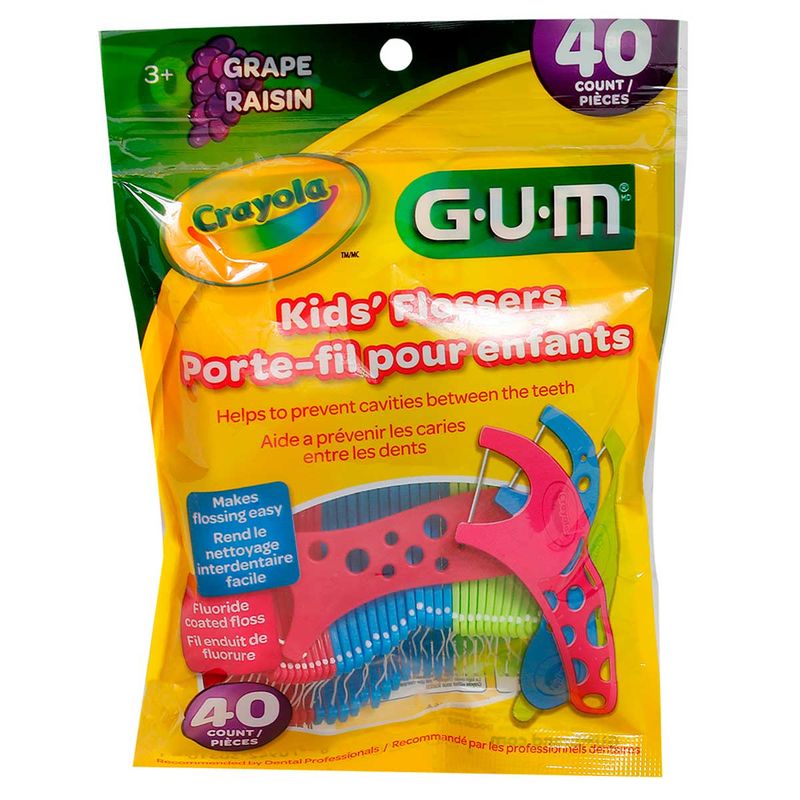 3+
GRAPE
RAISIN
40
COUNT /
PIÈCES
Crayola
TM/MC
G·U·M
® MD
Kids' Flossers
Porte-fil pour enfants
Helps to prevent cavities between the teeth
Aide a prévenir les caries
entre les dents
Makes
flossing easy
Rend le
nettoyage
interdentaire
facile
Fluoride
coated floss
Fil enduit de
fluorure
Crayola
40
COUNT /
PIÈCES
Recommended by Dental Professionals / Recommandé par les professionnels dentaires